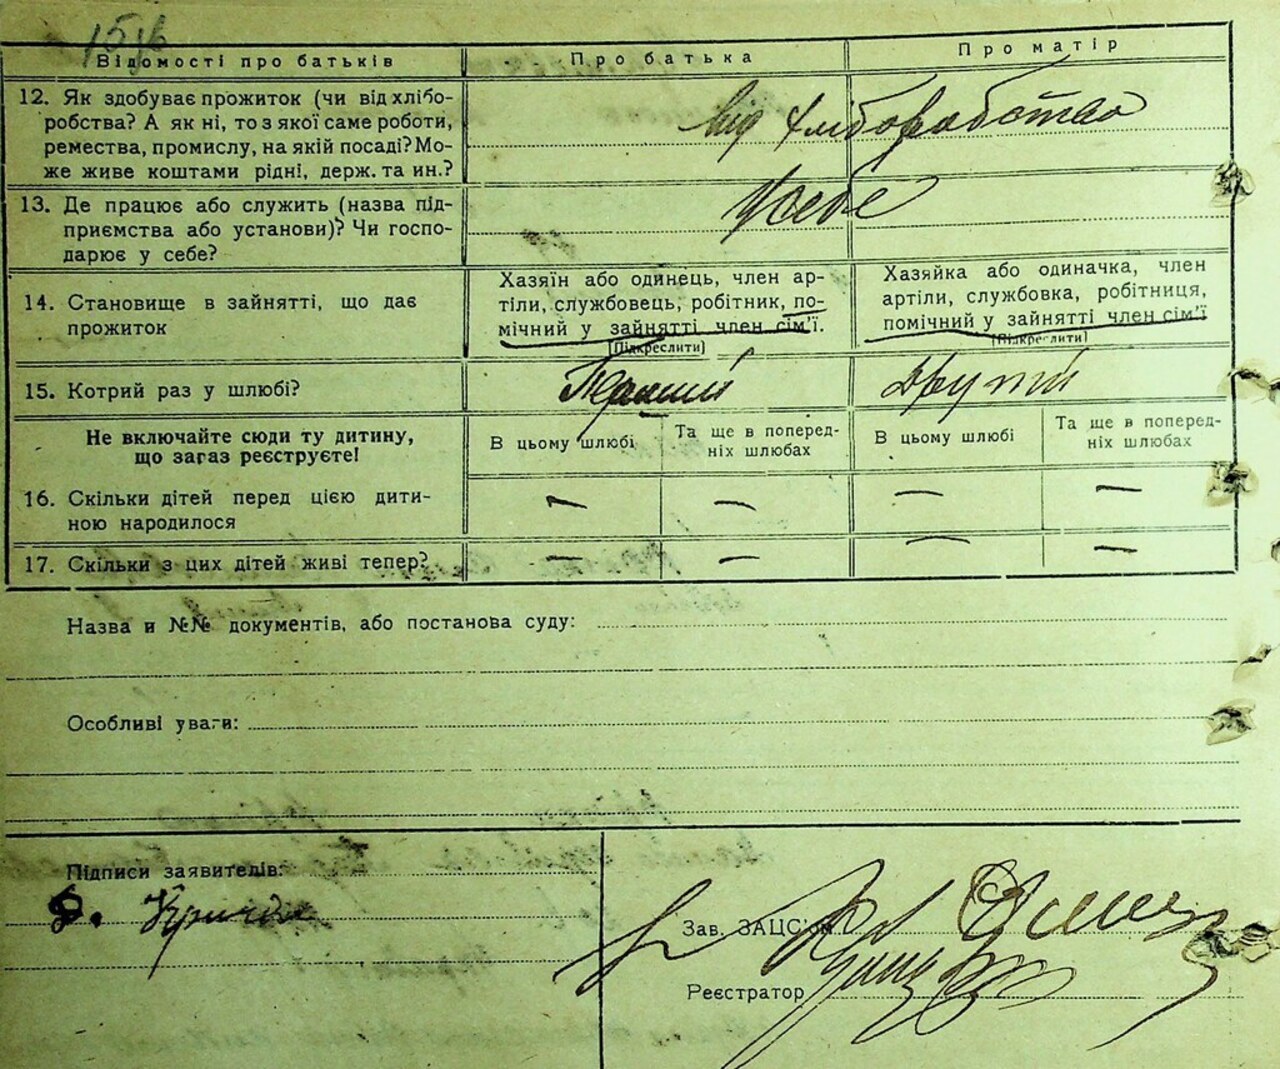 Відомості про батьків
Про батька
Про матір
12. Як здобуває прожиток (чи від хлібо-
робства? А як ні, то з якої саме роботи,
ремества, промислу, на якій посаді? Мо-
же живе коштами рідні, держ. та ин.?
від хліборобства
13. Де працює або служить (назва під-
приємства або установи)? Чи госпо-
дарює у себе?
У себе
14. Становище в зайнятті, що дає
прожиток
Хазяїн або одинець, член ар-
тіли, службовець, робітник, по-
мічний у зайнятті член сім'ї.
(Підкреслити)
Хазяйка або одиначка, член
артіли, службовка, робітниця,
помічний у зайнятті член сім'ї
(Підкреслити)
15. Котрий раз у шлюбі?
Перший
Другий
Не включайте сюди ту дитину,
що зараз реєструєте!
В цьому шлюбі
Та ще в поперед-
ніх шлюбах
В цьому шлюбі
Та ще в поперед-
ніх шлюбах
16. Скільки дітей перед цією дити-
ною народилося
— — — —
17. Скільки з цих дітей живі тепер?
— — — —
Назва и №№ документів, або постанова суду:
Особливі уваги:
Підписи заявителів:
Зав. ЗАЦС'ом
Реєстратор